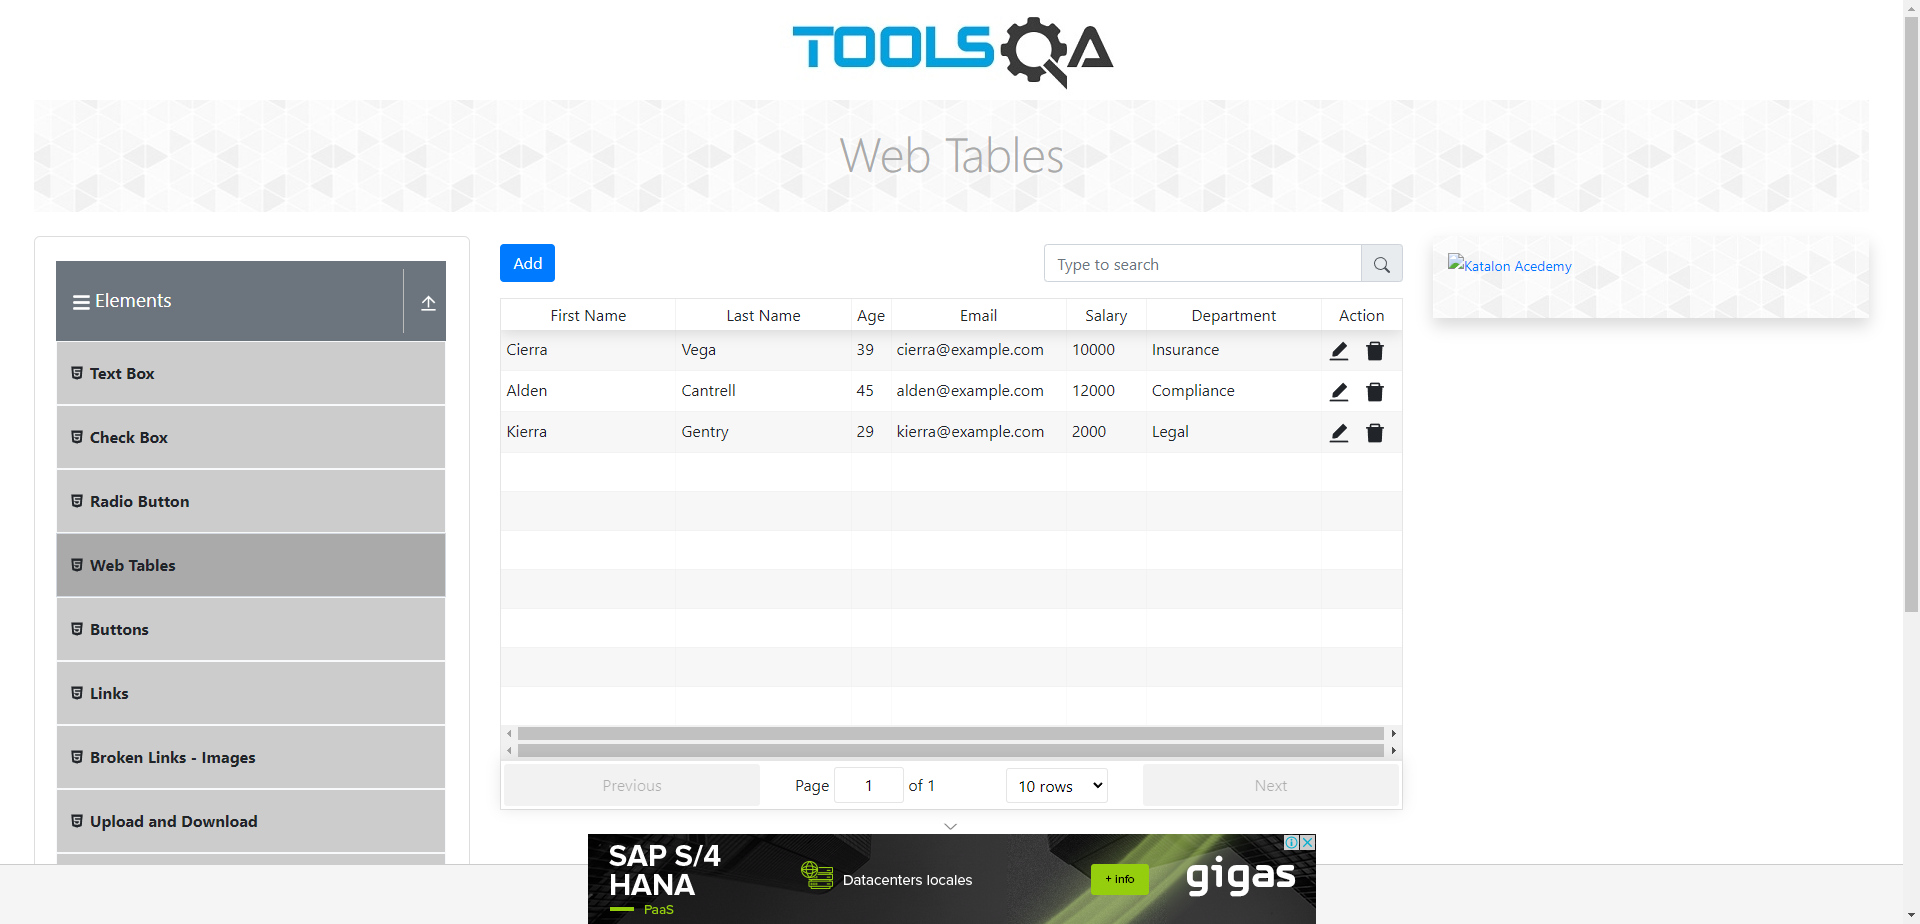 TOOLSQA
Web Tables
Elements
Text Box
Check Box
Radio Button
Web Tables
Buttons
Links
Broken Links - Images
Upload and Download
Add
Type to search
First Name Last Name Age Email Salary Department Action
Cierra Vega 39 cierra@example.com 10000 Insurance
Alden Cantrell 45 alden@example.com 12000 Compliance
Kierra Gentry 29 kierra@example.com 2000 Legal
Previous Page 1 of 1 10 rows Next
Katalon Acedemy
SAP S/4
HANA
PaaS
Datacenters locales
+ info
gigas